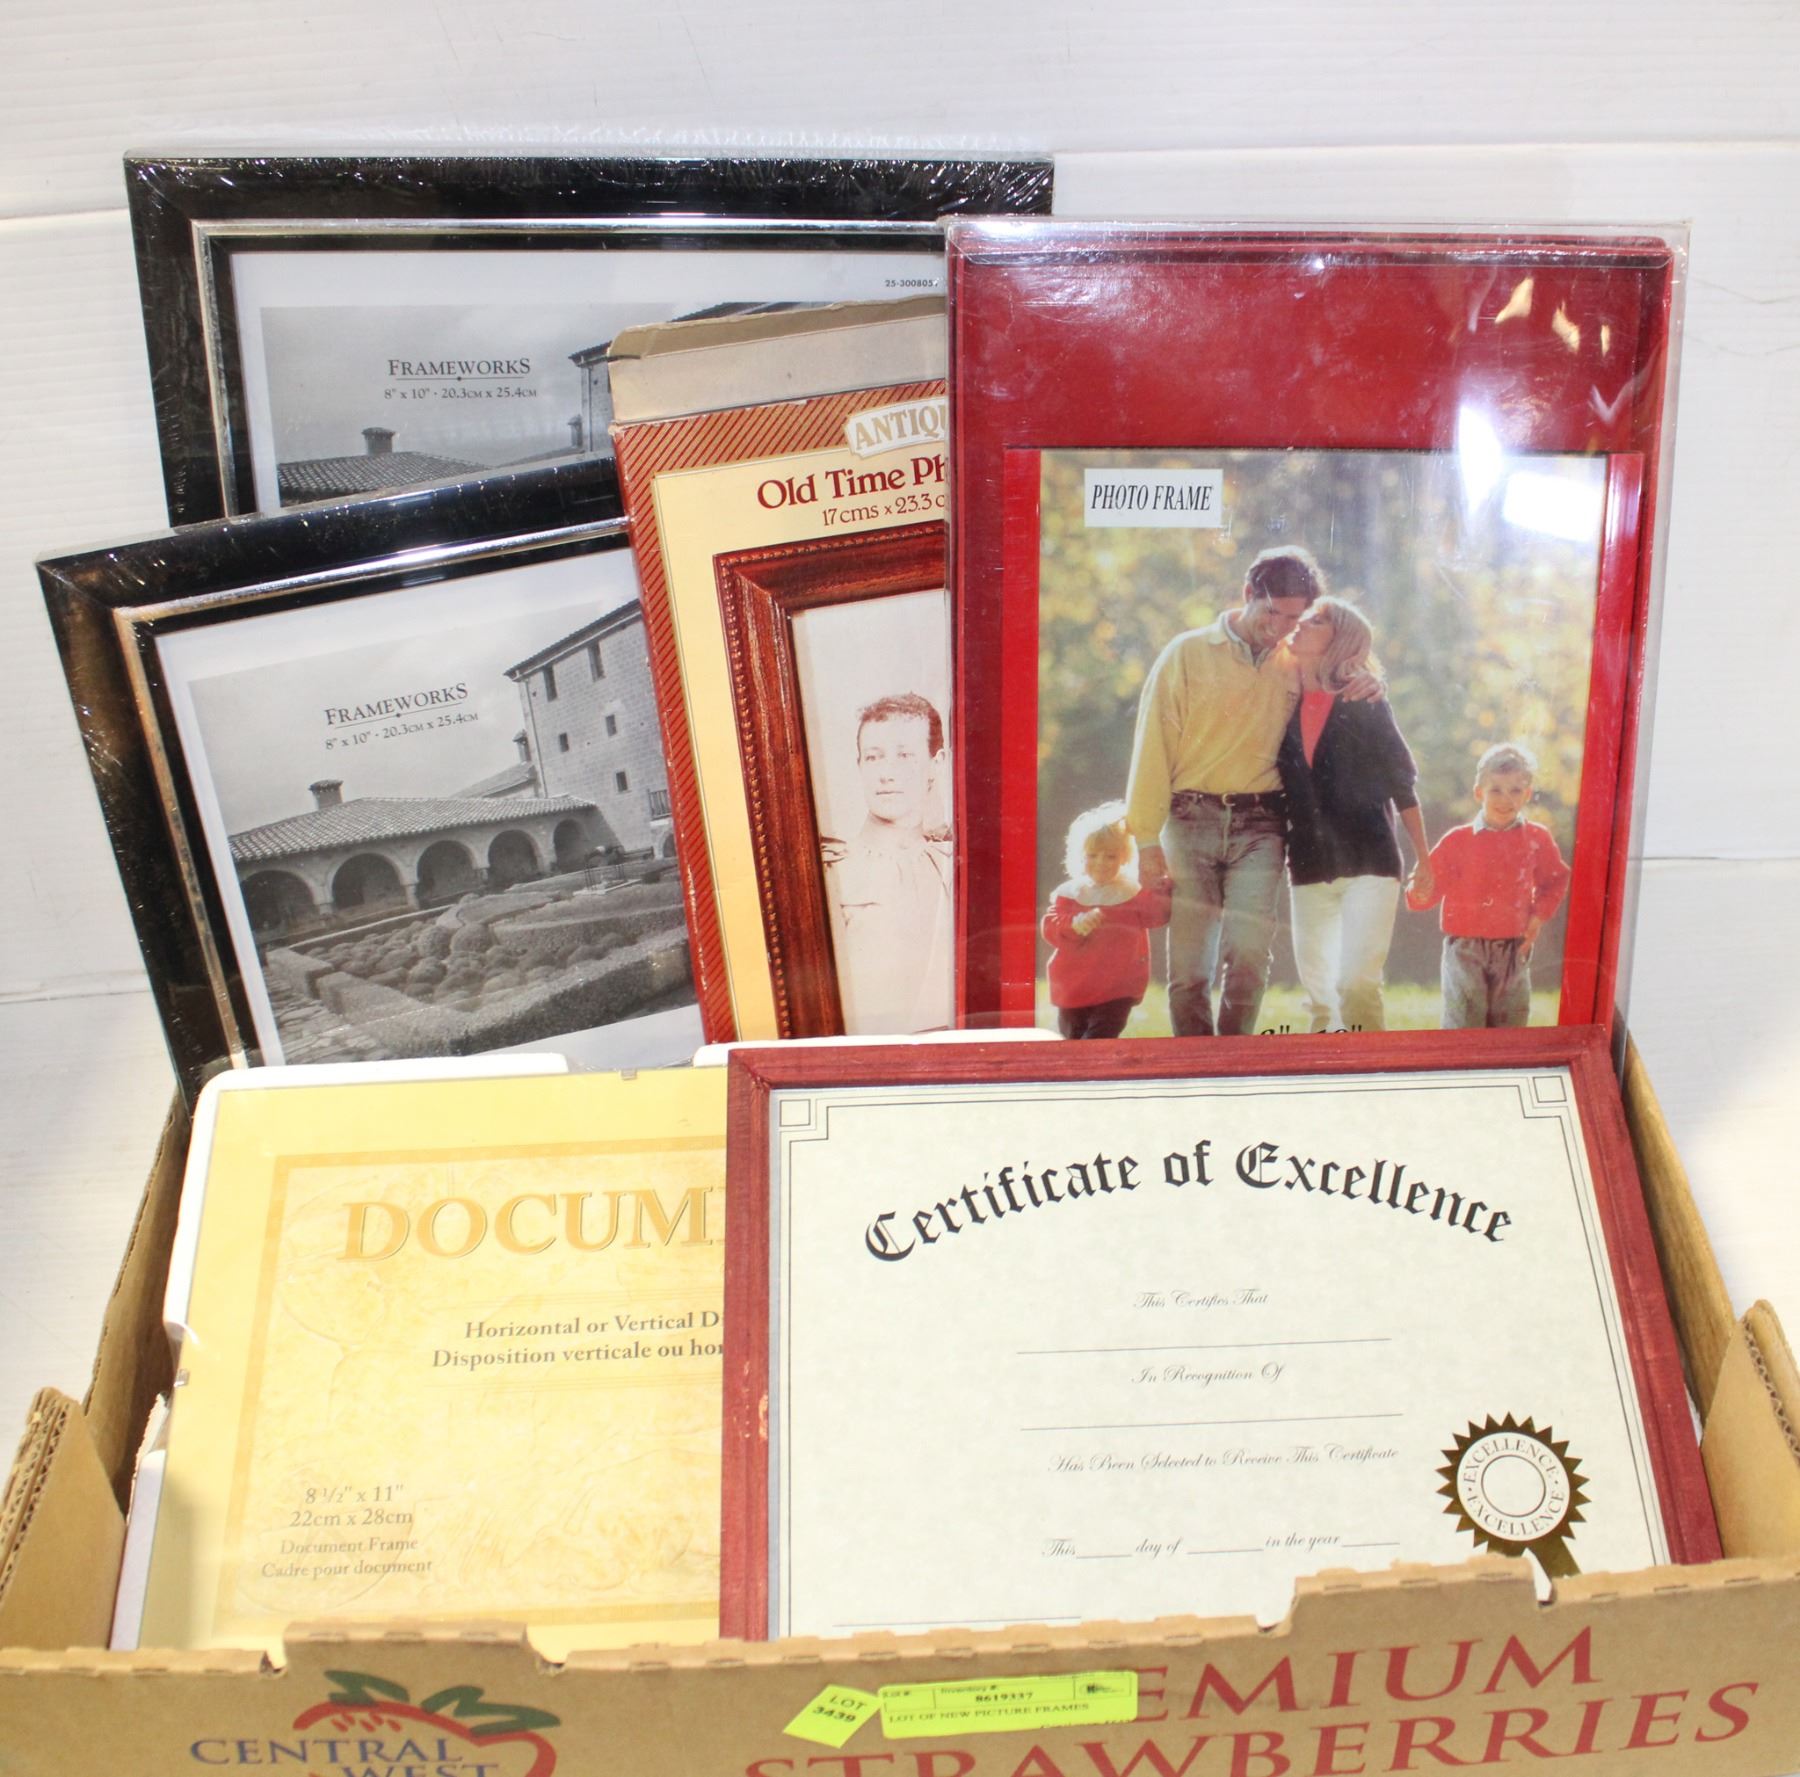 25-3008057
FRAMEWORKS
8" x 10" · 20.3CM x 25.4CM
ANTIQU
Old Time Ph
17cms x 23.3 c
PHOTO FRAME
FRAMEWORKS
8" x 10" · 20.3CM x 25.4CM
DOCUM
Horizontal or Vertical D
Disposition verticale ou hor
8 1/2" x 11"
22cm x 28cm
Document Frame
Cadre pour document
Certificate of Excellence
This Certifies That
In Recognition Of
Has Been Selected to Receive This Certificate
This day of in the year
· EXCELLENCE · EXCELLENCE
LOT
3439
Lot #: Inventory #:
8619337
LOT OF NEW PICTURE FRAMES
EMIUM
STRAWBERRIES
CENTRAL
WEST